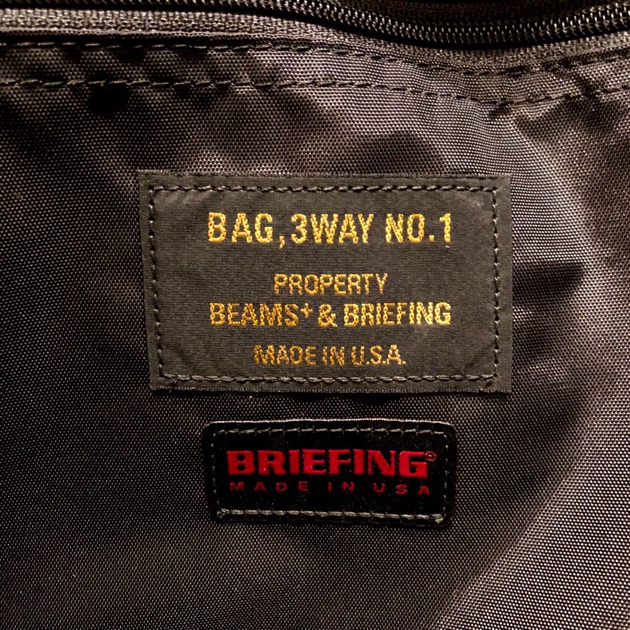 BAG, 3WAY NO.1
PROPERTY
BEAMS+ & BRIEFING
MADE IN U.S.A.
BRIEFING®
MADE IN USA